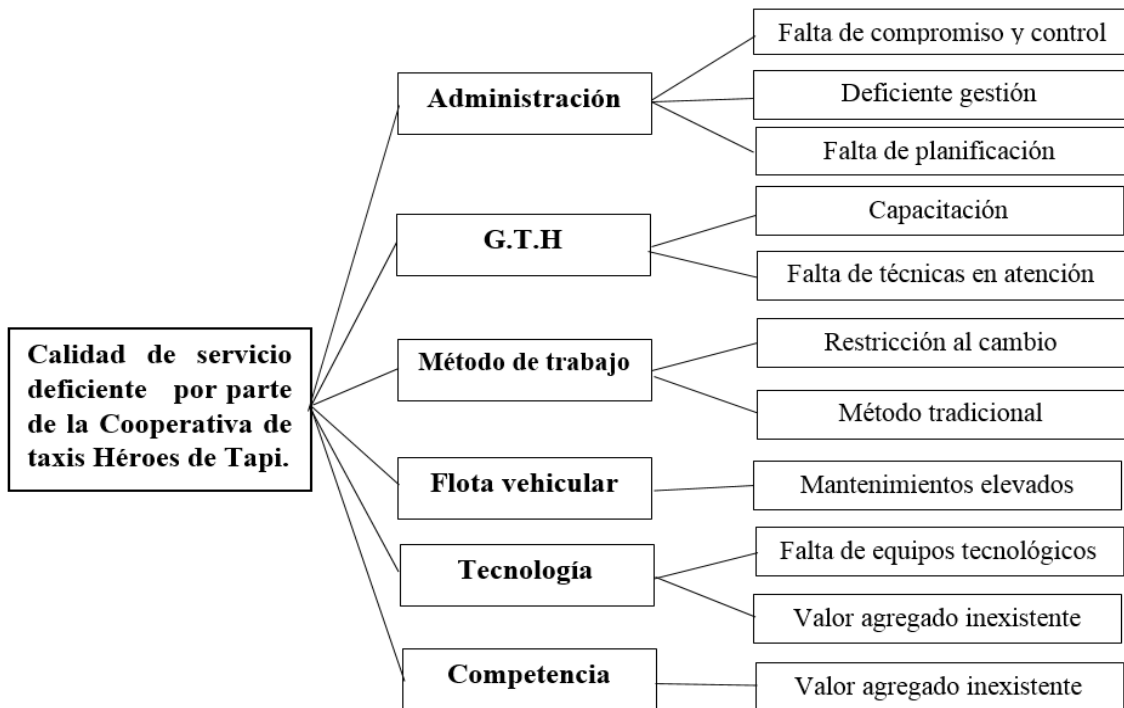 Calidad de servicio
deficiente por parte
de la Cooperativa de
taxis Héroes de Tapi.
Administración
Falta de compromiso y control
Deficiente gestión
Falta de planificación
G.T.H
Capacitación
Falta de técnicas en atención
Método de trabajo
Restricción al cambio
Método tradicional
Flota vehicular
Mantenimientos elevados
Tecnología
Falta de equipos tecnológicos
Valor agregado inexistente
Competencia
Valor agregado inexistente